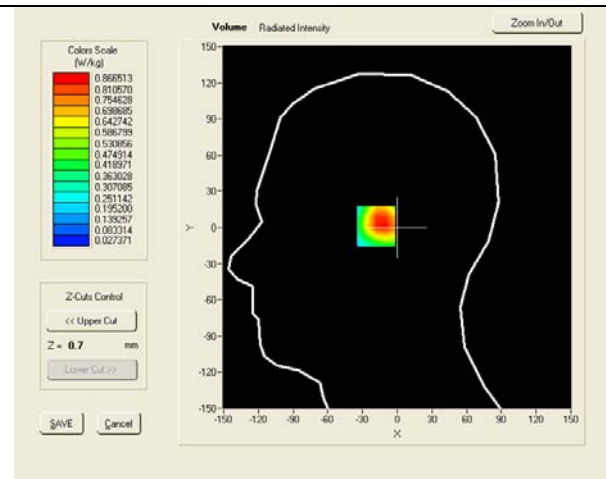 Volume Radiated Intensity
Zoom In/Out
Colors Scale
(W/kg)
0.866513
0.810570
0.754628
0.698685
0.642742
0.586799
0.530856
0.474914
0.418971
0.363028
0.307085
0.251142
0.195200
0.139257
0.083314
0.027371
Z-Cuts Control
<< Upper Cut
Z = 0.7 mm
Lower Cut >>
SAVE Cancel
150
120
90
60
30
0
-30
-60
-90
-120
-150
Y
-150 -120 -90 -60 -30 0 30 60 90 120 150
X